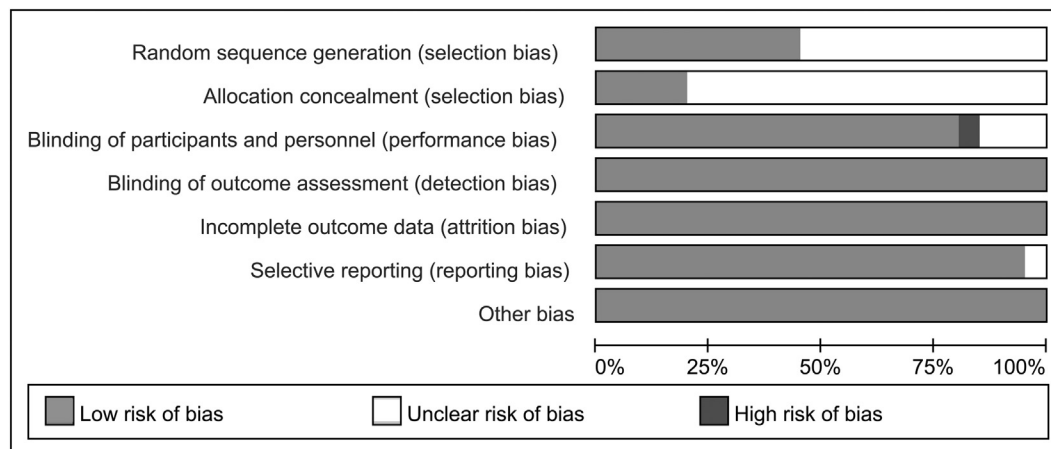 Random sequence generation (selection bias)
Allocation concealment (selection bias)
Blinding of participants and personnel (performance bias)
Blinding of outcome assessment (detection bias)
Incomplete outcome data (attrition bias)
Selective reporting (reporting bias)
Other bias
0% 25% 50% 75% 100%
Low risk of bias Unclear risk of bias High risk of bias